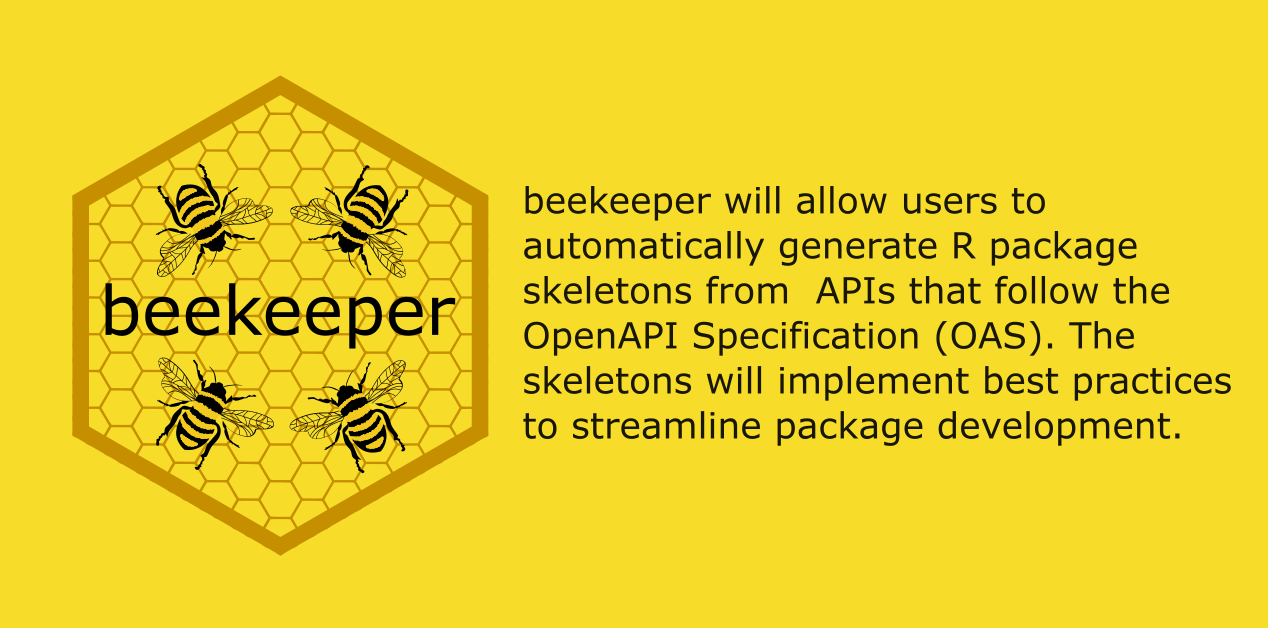 beekeeper
beekeeper will allow users to
automatically generate R package
skeletons from  APIs that follow the
OpenAPI Specification (OAS). The
skeletons will implement best practices
to streamline package development.